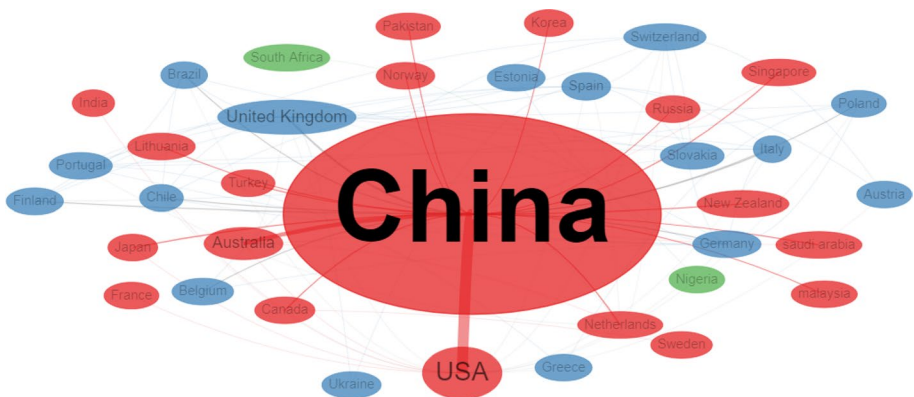 Pakistan
Korea
Switzerland
South Africa
Brazil
Norway
Estonia
Spain
Singapore
India
United Kingdom
Russia
Poland
Lithuania
Slovakia
Italy
Portugal
Turkey
Chile
Finland
China
New Zealand
Austria
Japan
Australia
Germany
saudi arabia
Nigeria
France
Belgium
Canada
malaysia
Netherlands
Sweden
USA
Greece
Ukraine